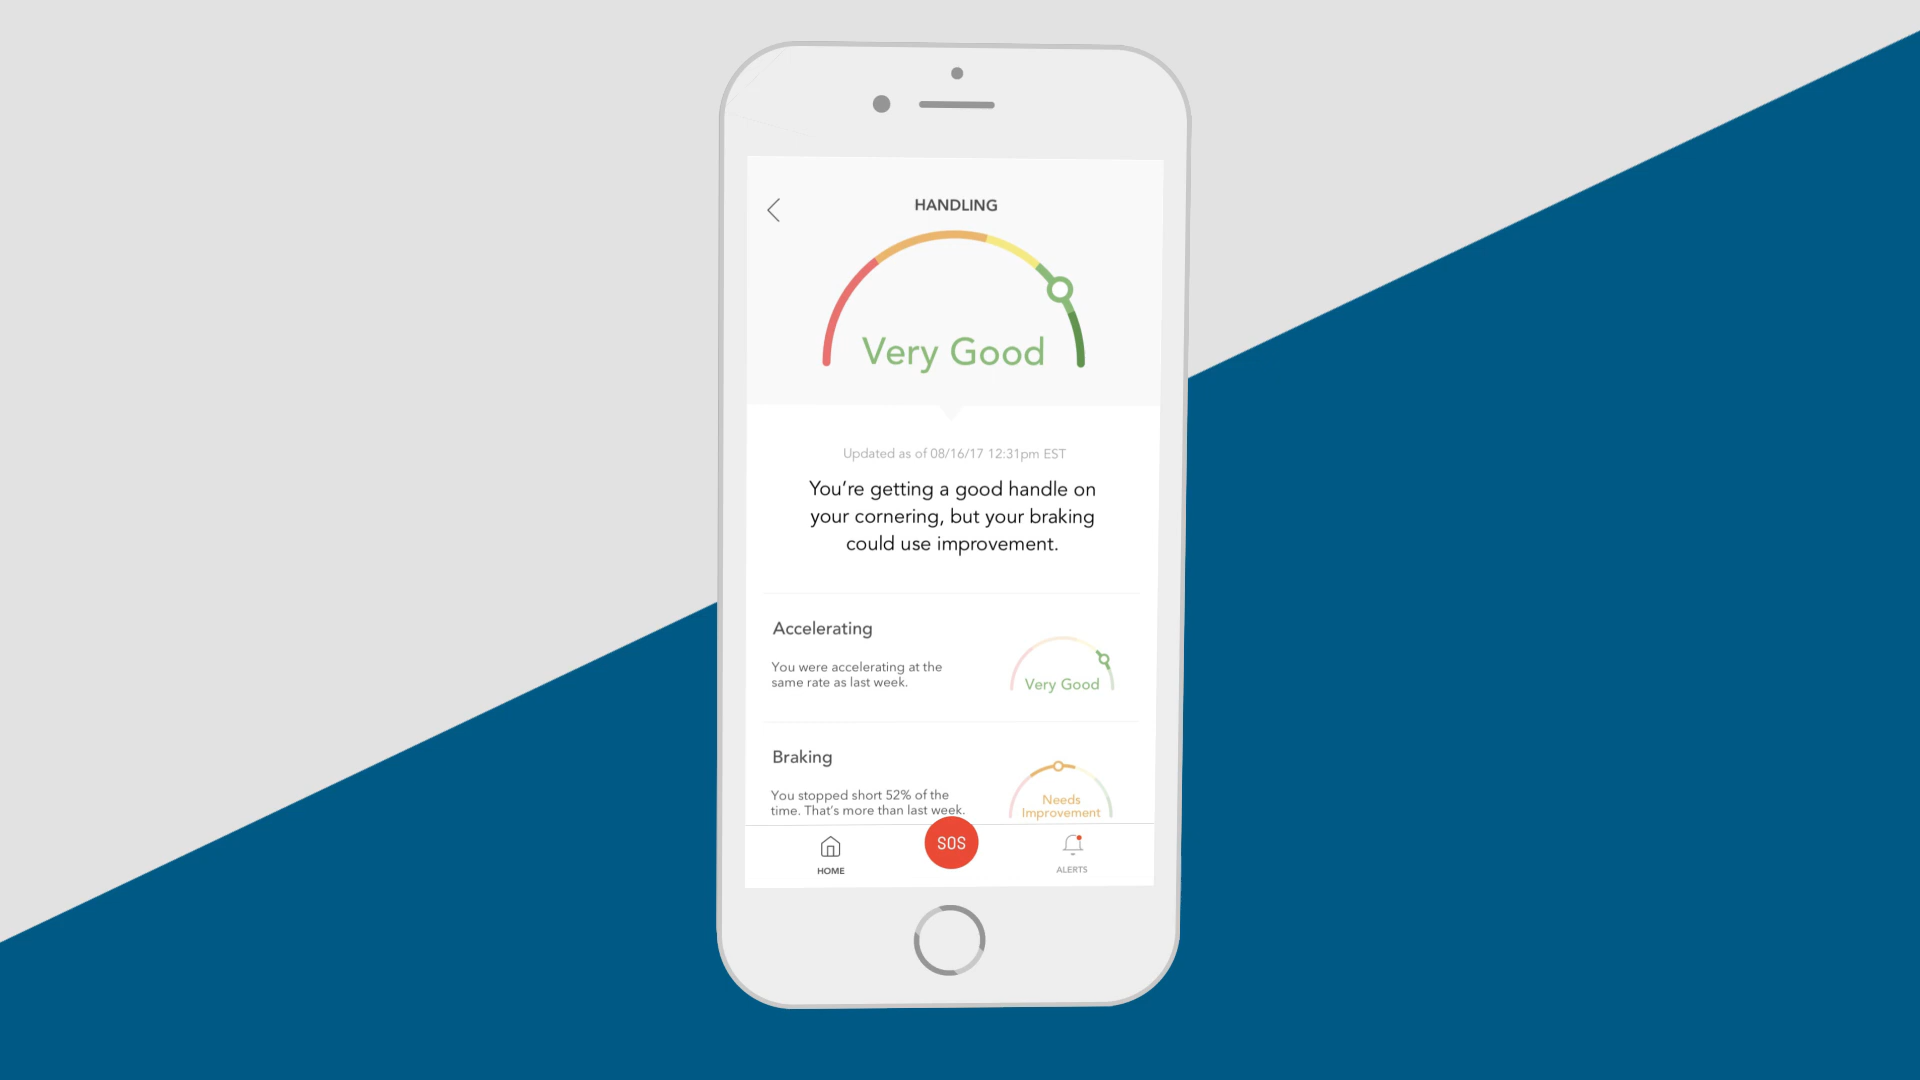 HANDLING
Very Good
Updated as of 08/16/17 12:31pm EST
You’re getting a good handle on
your cornering, but your braking
could use improvement.
Accelerating
You were accelerating at the
same rate as last week.
Very Good
Braking
You stopped short 52% of the
time. That’s more than last week.
Needs
Improvement
HOME
SOS
ALERTS